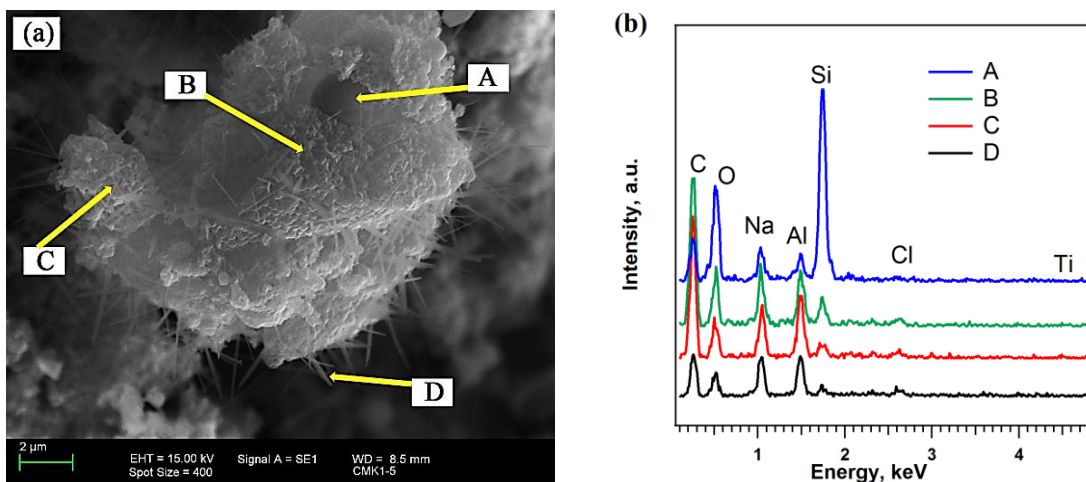 (a)
B
A
C
D
2 µm
EHT = 15.00 kV
Signal A = SE1
WD = 8.5 mm
Spot Size = 400
CMK1-5
(b)
Si
A
B
C
D
C
O
Na
Al
Cl
Ti
Intensity, a.u.
1
2
3
4
Energy, keV